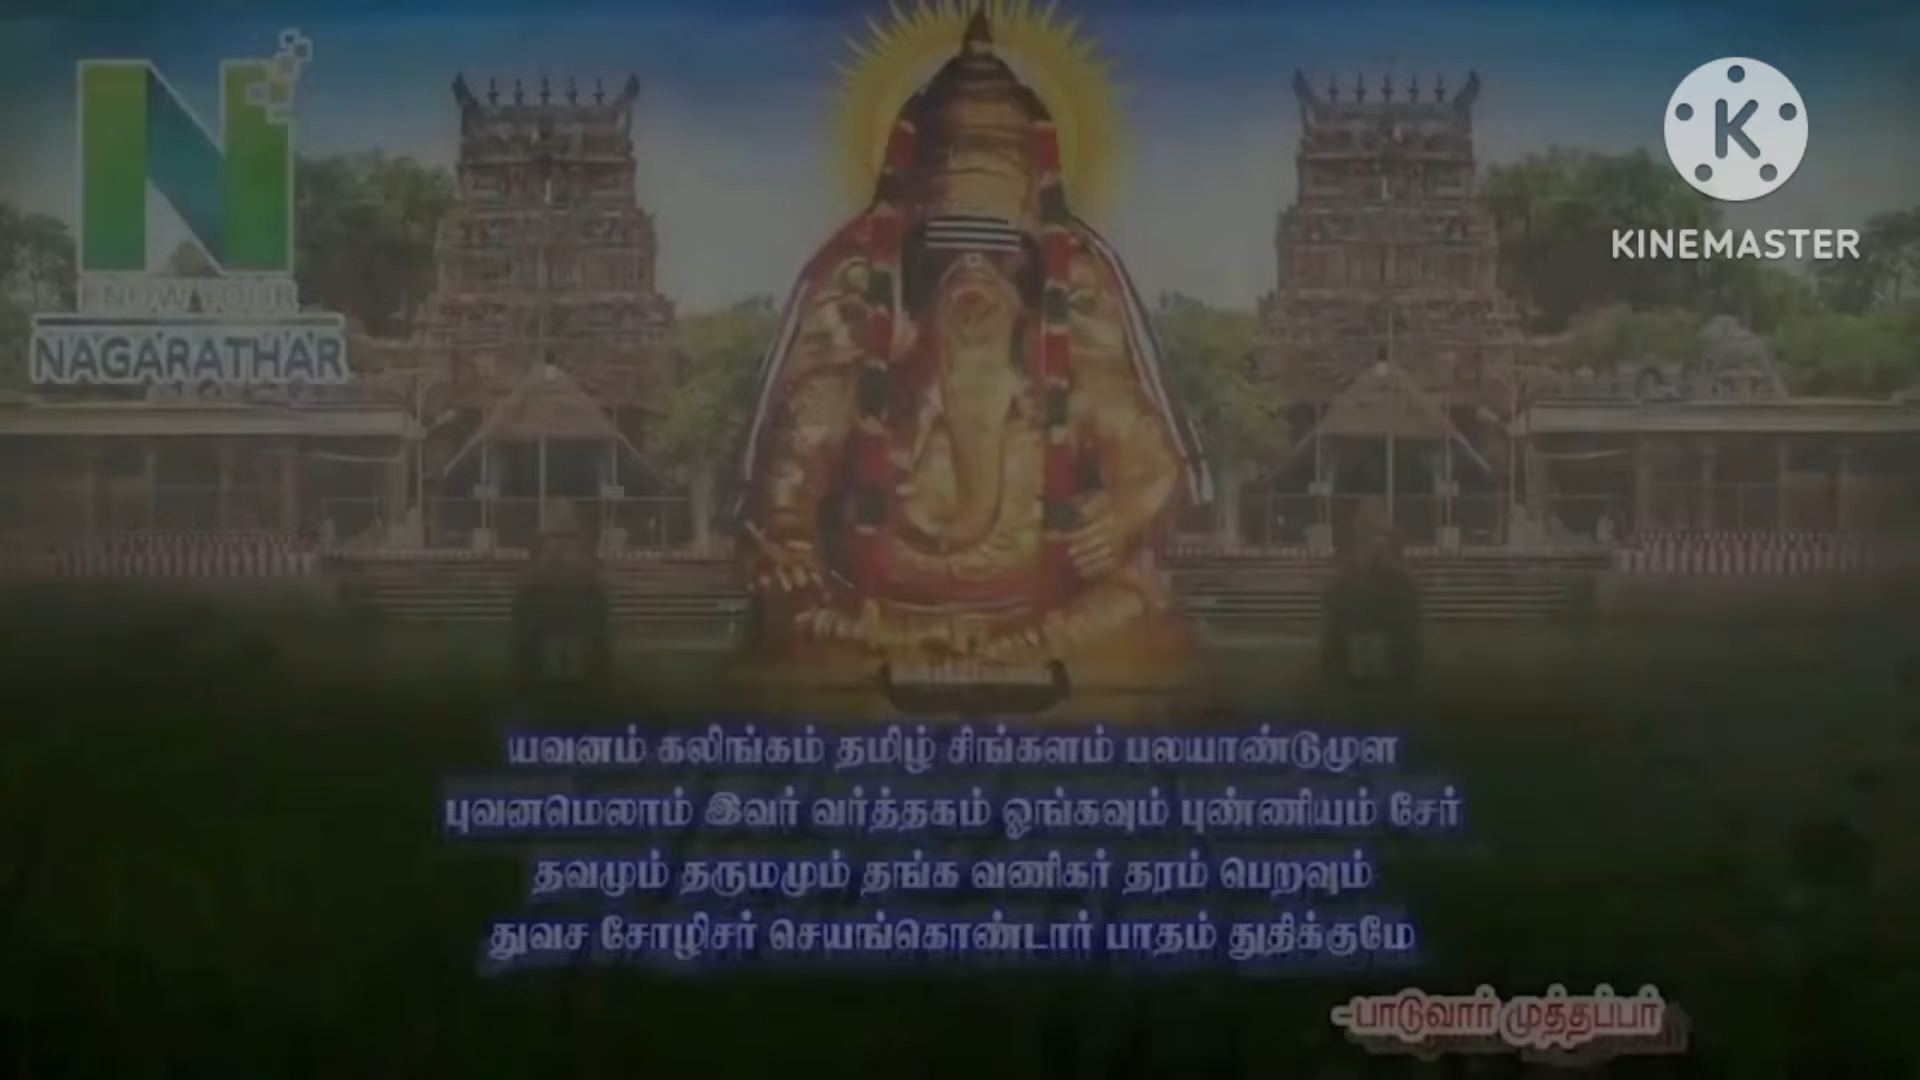 KNOW YOUR
NAGARATHAR
K
KINEMASTER
யவனம் கலிங்கம் தமிழ் சிங்களம் பலயாண்டுமுள
புவனமெலாம் இவர் வர்த்தகம் ஓங்கவும் புண்ணியம் சேர்
தவமும் தருமமும் தங்க வணிகர் தரம் பெறவும்
துவச சோழிசர் செயங்கொண்டார் பாதம் துதிக்குமே
-பாடுவார் முத்தப்பர்